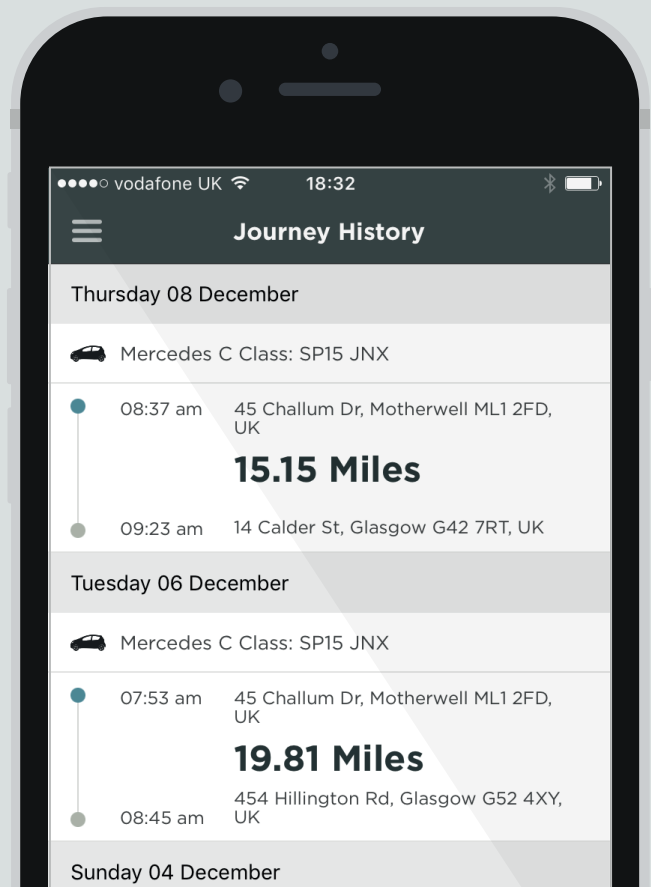 vodafone UK 18:32
Journey History
Thursday 08 December
Mercedes C Class: SP15 JNX
08:37 am 45 Challum Dr, Motherwell ML1 2FD,
UK
15.15 Miles
09:23 am 14 Calder St, Glasgow G42 7RT, UK
Tuesday 06 December
Mercedes C Class: SP15 JNX
07:53 am 45 Challum Dr, Motherwell ML1 2FD,
UK
19.81 Miles
454 Hillington Rd, Glasgow G52 4XY,
08:45 am UK
Sunday 04 December